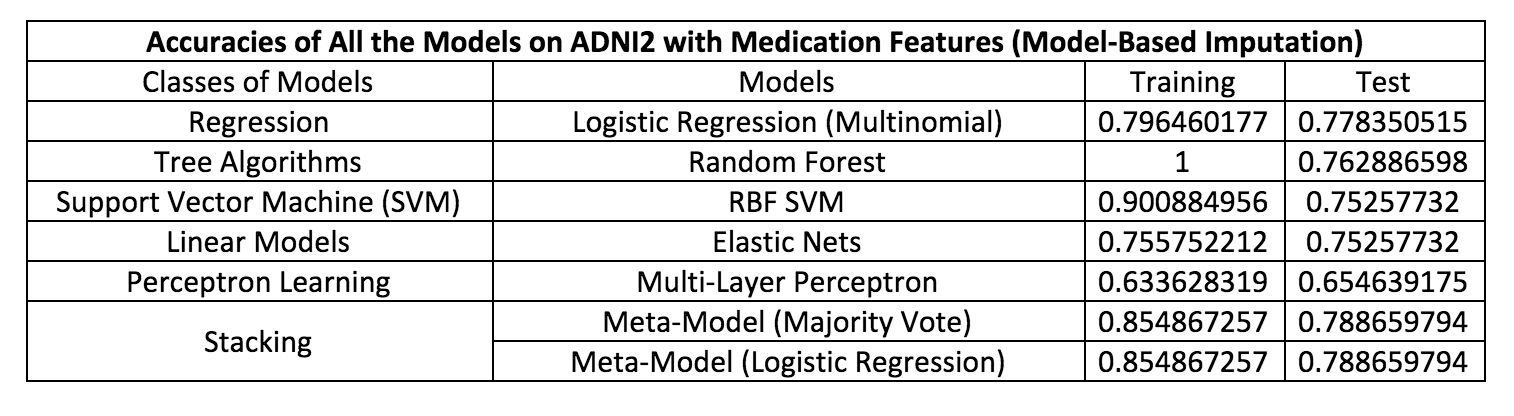 Accuracies of All the Models on ADNI2 with Medication Features (Model-Based Imputation)
Classes of Models Models Training Test
Regression Logistic Regression (Multinomial) 0.796460177 0.778350515
Tree Algorithms Random Forest 1 0.762886598
Support Vector Machine (SVM) RBF SVM 0.900884956 0.75257732
Linear Models Elastic Nets 0.755752212 0.75257732
Perceptron Learning Multi-Layer Perceptron 0.633628319 0.654639175
Stacking Meta-Model (Majority Vote) 0.854867257 0.788659794
Meta-Model (Logistic Regression) 0.854867257 0.788659794